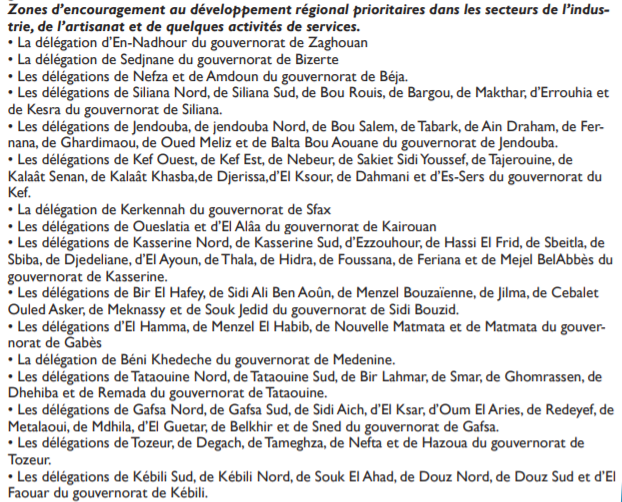 Zones d’encouragement au développement régional prioritaires dans les secteurs de l’indus-
trie, de l’artisanat et de quelques activités de services.
• La délégation d’En-Nadhour du gouvernorat de Zaghouan
• La délégation de Sedjnane du gouvernorat de Bizerte
• Les délégations de Nefza et de Amdoun du gouvernorat de Béja.
• Les délégations de Siliana Nord, de Siliana Sud, de Bou Rouis, de Bargou, de Makthar, d’Errouhia et
de Kesra du gouvernorat de Siliana.
• Les délégations de Jendouba, de jendouba Nord, de Bou Salem, de Tabark, de Ain Draham, de Fer-
nana, de Ghardimaou, de Oued Meliz et de Balta Bou Aouane du gouvernorat de Jendouba.
• Les délégations de Kef Ouest, de Kef Est, de Nebeur, de Sakiet Sidi Youssef, de Tajerouine, de
Kalaât Senan, de Kalaât Khasba,de Djerissa,d’El Ksour, de Dahmani et d’Es-Sers du gouvernorat du
Kef.
• La délégation de Kerkennah du gouvernorat de Sfax
• Les délégations de Oueslatia et d’El Alâa du gouvernorat de Kairouan
• Les délégations de Kasserine Nord, de Kasserine Sud, d’Ezzouhour, de Hassi El Frid, de Sbeitla, de
Sbiba, de Djedeliane, d’El Ayoun, de Thala, de Hidra, de Foussana, de Feriana et de Mejel BelAbbès du
gouvernorat de Kasserine.
• Les délégations de Bir El Hafey, de Sidi Ali Ben Aoûn, de Menzel Bouzaïenne, de Jilma, de Cebalet
Ouled Asker, de Meknassy et de Souk Jedid du gouvernorat de Sidi Bouzid.
• Les délégations d’El Hamma, de Menzel El Habib, de Nouvelle Matmata et de Matmata du gouver-
norat de Gabès
• La délégation de Béni Khedeche du gouvernorat de Medenine.
• Les délégations de Tataouine Nord, de Tataouine Sud, de Bir Lahmar, de Smar, de Ghomrassen, de
Dhehiba et de Remada du gouvernorat de Tataouine.
• Les délégations de Gafsa Nord, de Gafsa Sud, de Sidi Aich, d’El Ksar, d’Oum El Aries, de Redeyef, de
Metalaoui, de Mdhila, d’El Guetar, de Belkhir et de Sned du gouvernorat de Gafsa.
• Les délégations de Tozeur, de Degach, de Tameghza, de Nefta et de Hazoua du gouvernorat de
Tozeur.
• Les délégations de Kébili Sud, de Kébili Nord, de Souk El Ahad, de Douz Nord, de Douz Sud et d’El
Faouar du gouvernorat de Kébili.